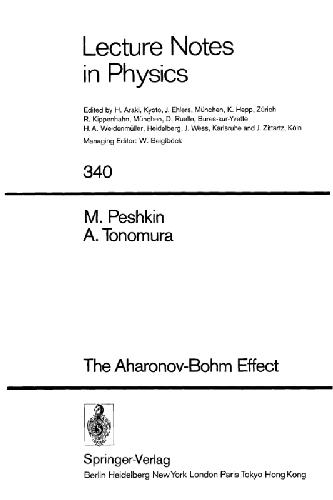 Lecture Notes
in Physics
Edited by H. Araki, Kyoto, J. Ehlers, München, K. Hepp, Zürich
R. Kippenhahn, München, D. Ruelle, Bures-sur-Yvette
H. A. Weidenmüller, Heidelberg, J. Wess, Karlsruhe and J. Zittartz, Köln
Managing Editor: W. Beiglböck
340
M. Peshkin
A. Tonomura
The Aharonov-Bohm Effect
Springer-Verlag
Berlin Heidelberg New York London Paris Tokyo Hong Kong